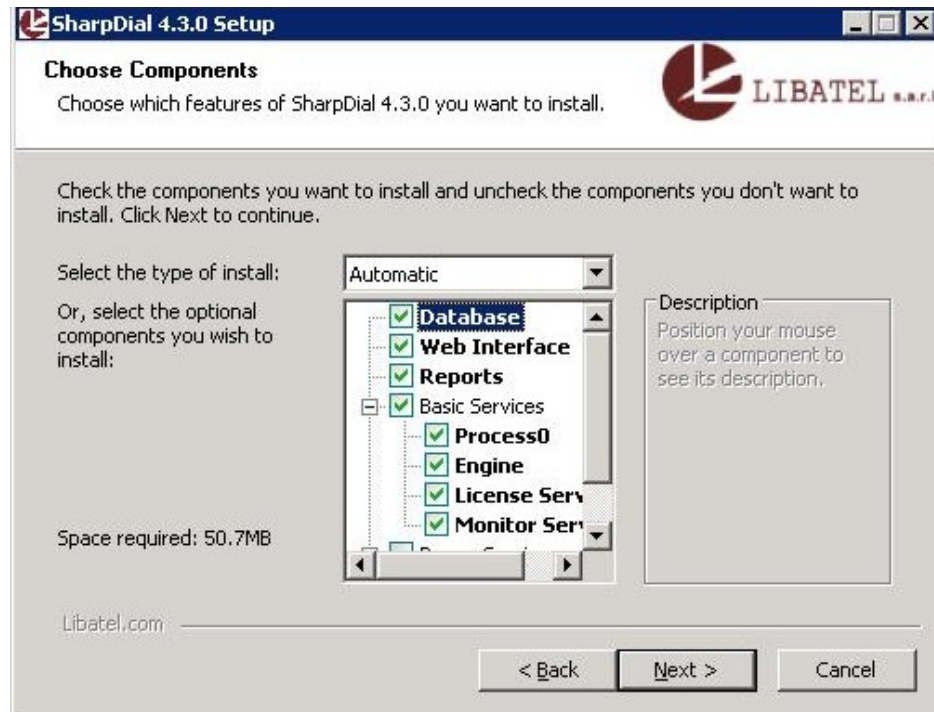 SharpDial 4.3.0 Setup
Choose Components
Choose which features of SharpDial 4.3.0 you want to install.
LIBATEL s.a.r.l
Check the components you want to install and uncheck the components you don't want to
install. Click Next to continue.
Select the type of install:
Automatic
Or, select the optional
components you wish to
install:
Database
Web Interface
Reports
Basic Services
Process0
Engine
License Serv
Monitor Ser
Description
Position your mouse
over a component to
see its description.
Space required: 50.7MB
Libatel.com
< Back
Next >
Cancel